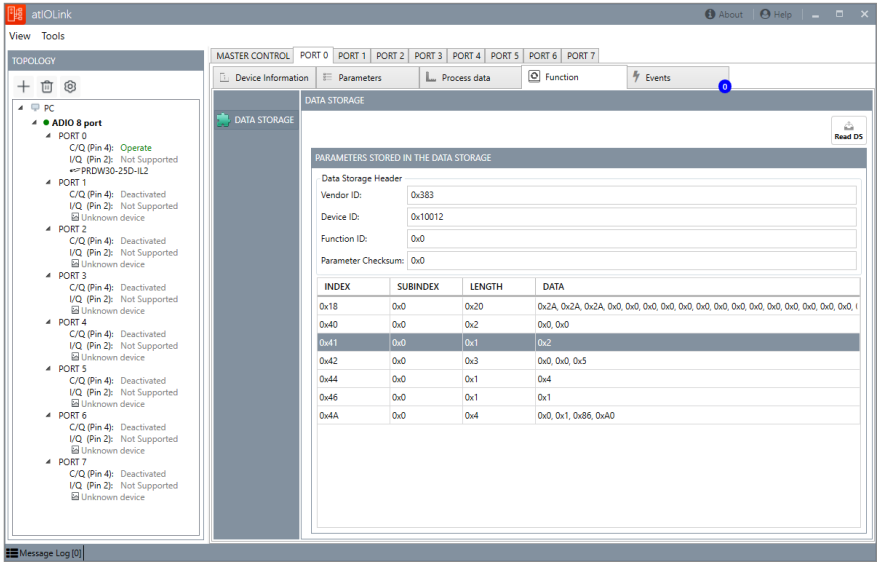 atIOLink
About
Help
View Tools
TOPOLOGY
PC
ADIO 8 port
PORT 0
C/Q (Pin 4): Operate
I/Q (Pin 2): Not Supported
PRDW30-25D-IL2
PORT 1
C/Q (Pin 4): Deactivated
I/Q (Pin 2): Not Supported
Unknown device
PORT 2
C/Q (Pin 4): Deactivated
I/Q (Pin 2): Not Supported
Unknown device
PORT 3
C/Q (Pin 4): Deactivated
I/Q (Pin 2): Not Supported
Unknown device
PORT 4
C/Q (Pin 4): Deactivated
I/Q (Pin 2): Not Supported
Unknown device
PORT 5
C/Q (Pin 4): Deactivated
I/Q (Pin 2): Not Supported
Unknown device
PORT 6
C/Q (Pin 4): Deactivated
I/Q (Pin 2): Not Supported
Unknown device
PORT 7
C/Q (Pin 4): Deactivated
I/Q (Pin 2): Not Supported
Unknown device
MASTER CONTROL PORT 0 PORT 1 PORT 2 PORT 3 PORT 4 PORT 5 PORT 6 PORT 7
Device Information Parameters Process data Function Events
0
DATA STORAGE
DATA STORAGE
Read DS
PARAMETERS STORED IN THE DATA STORAGE
Data Storage Header
Vendor ID: 0x383
Device ID: 0x10012
Function ID: 0x0
Parameter Checksum: 0x0
INDEX SUBINDEX LENGTH DATA
0x18 0x0 0x20 0x2A, 0x2A, 0x2A, 0x0, 0x0, 0x0, 0x0, 0x0, 0x0, 0x0, 0x0, 0x0, 0x0, 0x0, 0x0, 0x0, 0x0,
0x40 0x0 0x2 0x0, 0x0
0x41 0x0 0x1 0x2
0x42 0x0 0x3 0x0, 0x0, 0x5
0x44 0x0 0x1 0x4
0x46 0x0 0x1 0x1
0x4A 0x0 0x4 0x0, 0x1, 0x86, 0xA0
Message Log [0]